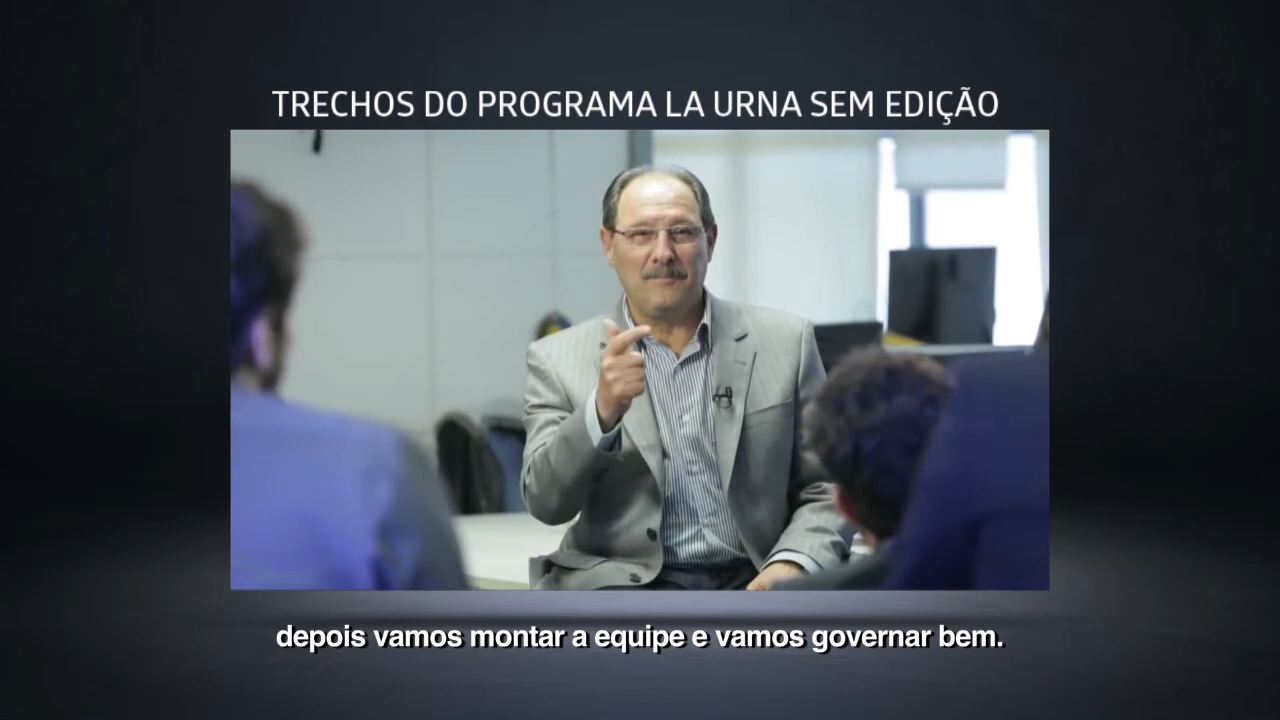 TRECHOS DO PROGRAMA LA URNA SEM EDIÇÃO
depois vamos montar a equipe e vamos governar bem.